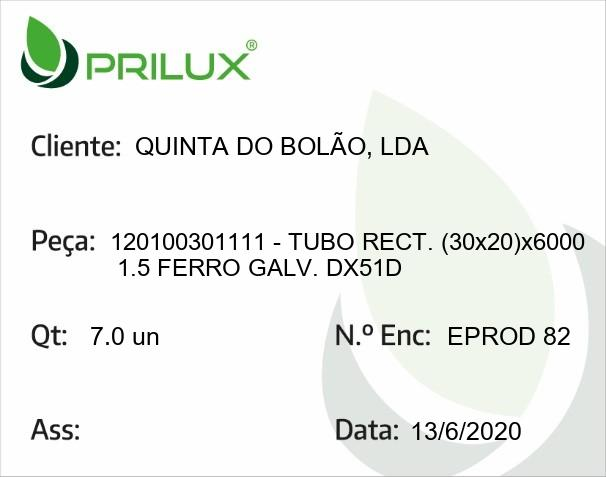 PRILUX®
Cliente: QUINTA DO BOLÃO, LDA
Peça: 120100301111 - TUBO RECT. (30x20)x6000
1.5 FERRO GALV. DX51D
Qt: 7.0 un N.º Enc: EPROD 82
Ass: Data: 13/6/2020